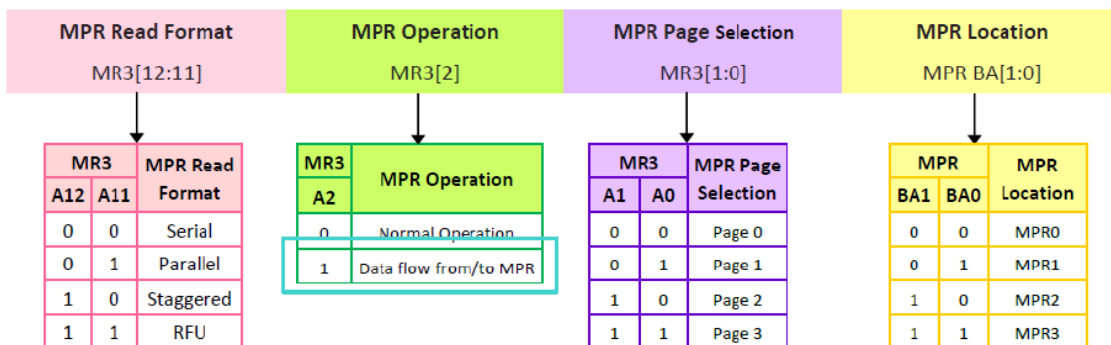 MPR Read Format
MR3[12:11]
MPR Operation
MR3[2]
MPR Page Selection
MR3[1:0]
MPR Location
MPR BA[1:0]
MR3 MPR Read Format
A12 A11
0 0 Serial
0 1 Parallel
1 0 Staggered
1 1 RFU
MR3 MPR Operation
A2
0 Normal Operation
1 Data flow from/to MPR
MR3 MPR Page Selection
A1 A0
0 0 Page 0
0 1 Page 1
1 0 Page 2
1 1 Page 3
MPR MPR Location
BA1 BA0
0 0 MPR0
0 1 MPR1
1 0 MPR2
1 1 MPR3